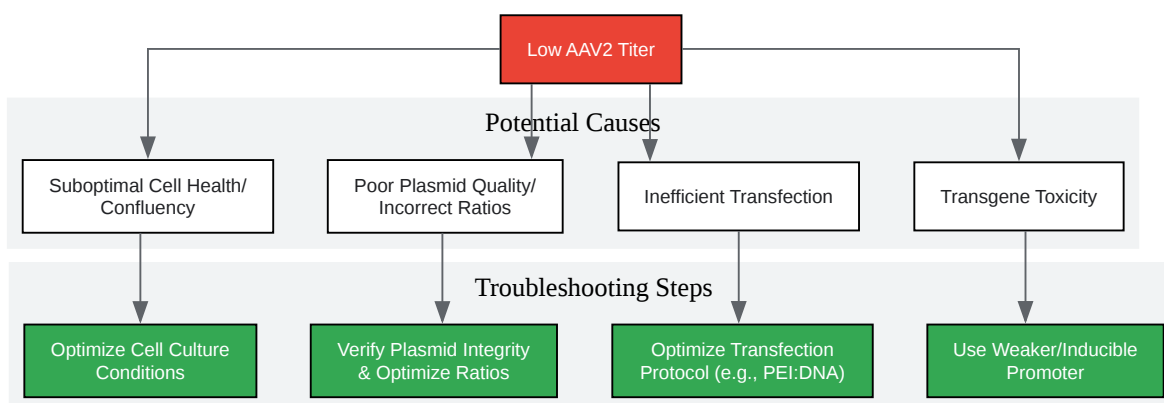 Low AAV2 Titer
Potential Causes
Suboptimal Cell Health/
Confluency
Poor Plasmid Quality/
Incorrect Ratios
Inefficient Transfection
Transgene Toxicity
Troubleshooting Steps
Optimize Cell Culture
Conditions
Verify Plasmid Integrity
& Optimize Ratios
Optimize Transfection
Protocol (e.g., PEI:DNA)
Use Weaker/Inducible
Promoter